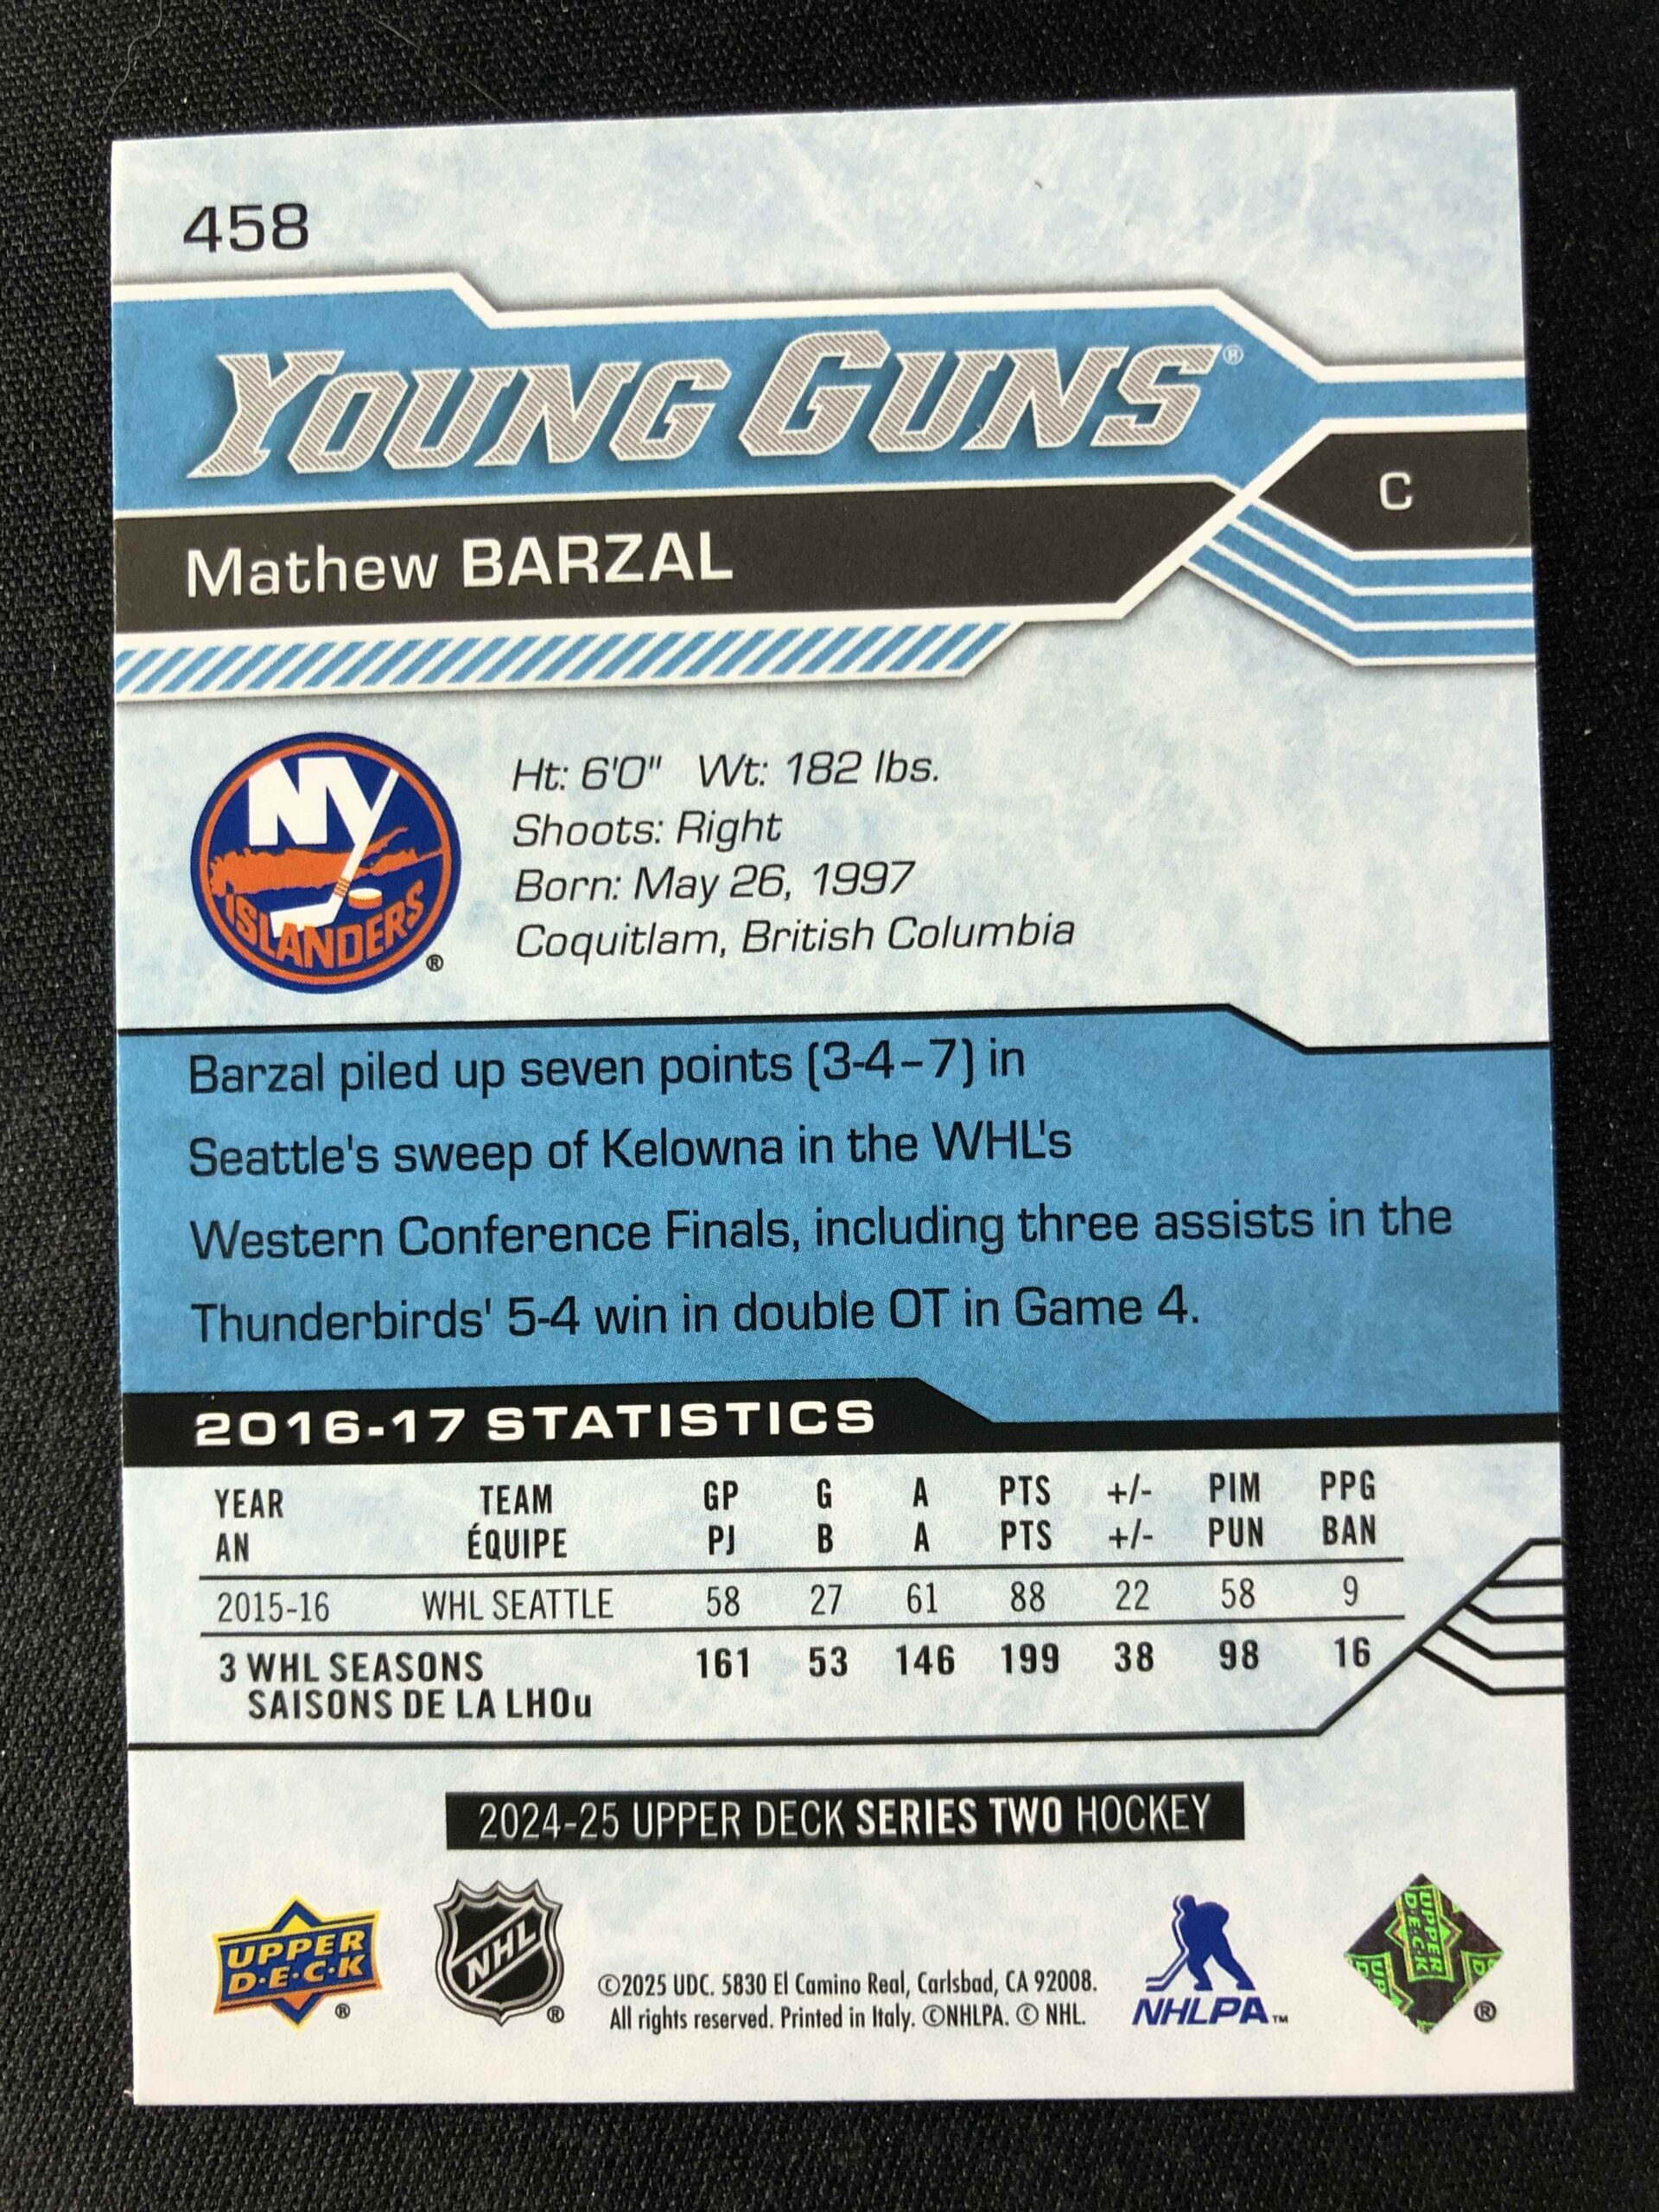 458
YOUNG GUNS®
C
Mathew BARZAL
NY
ISLANDERS
®
Ht: 6'0" Wt: 182 lbs.
Shoots: Right
Born: May 26, 1997
Coquitlam, British Columbia
Barzal piled up seven points (3-4–7) in
Seattle's sweep of Kelowna in the WHL's
Western Conference Finals, including three assists in the
Thunderbirds' 5-4 win in double OT in Game 4.
2016-17 STATISTICS
YEAR TEAM GP G A PTS +/- PIM PPG
AN ÉQUIPE PJ B A PTS +/- PUN BAN
2015-16 WHL SEATTLE 58 27 61 88 22 58 9
3 WHL SEASONS 161 53 146 199 38 98 16
SAISONS DE LA LHOu
2024-25 UPPER DECK SERIES TWO HOCKEY
UPPER
D·E·C·K
®
NHL
®
©2025 UDC. 5830 El Camino Real, Carlsbad, CA 92008.
All rights reserved. Printed in Italy. ©NHLPA. © NHL.
NHLPA™
UPPER
D·E·C·K
®